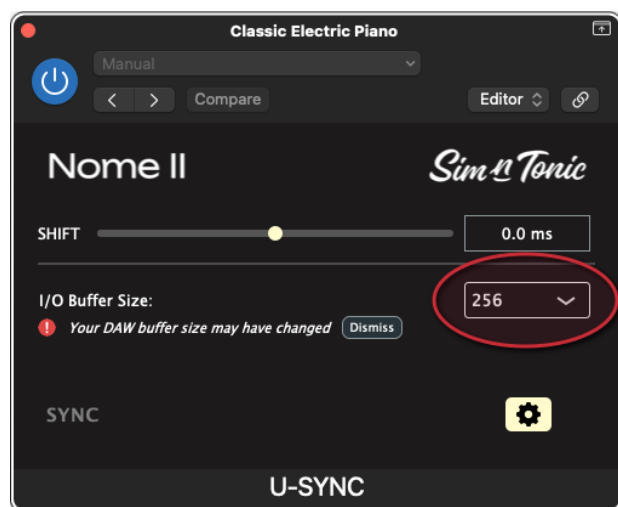 Classic Electric Piano
Manual
Compare
Editor
Nome II
Sim n Tonic
SHIFT
0.0 ms
I/O Buffer Size:
256
! Your DAW buffer size may have changed
Dismiss
SYNC
U-SYNC